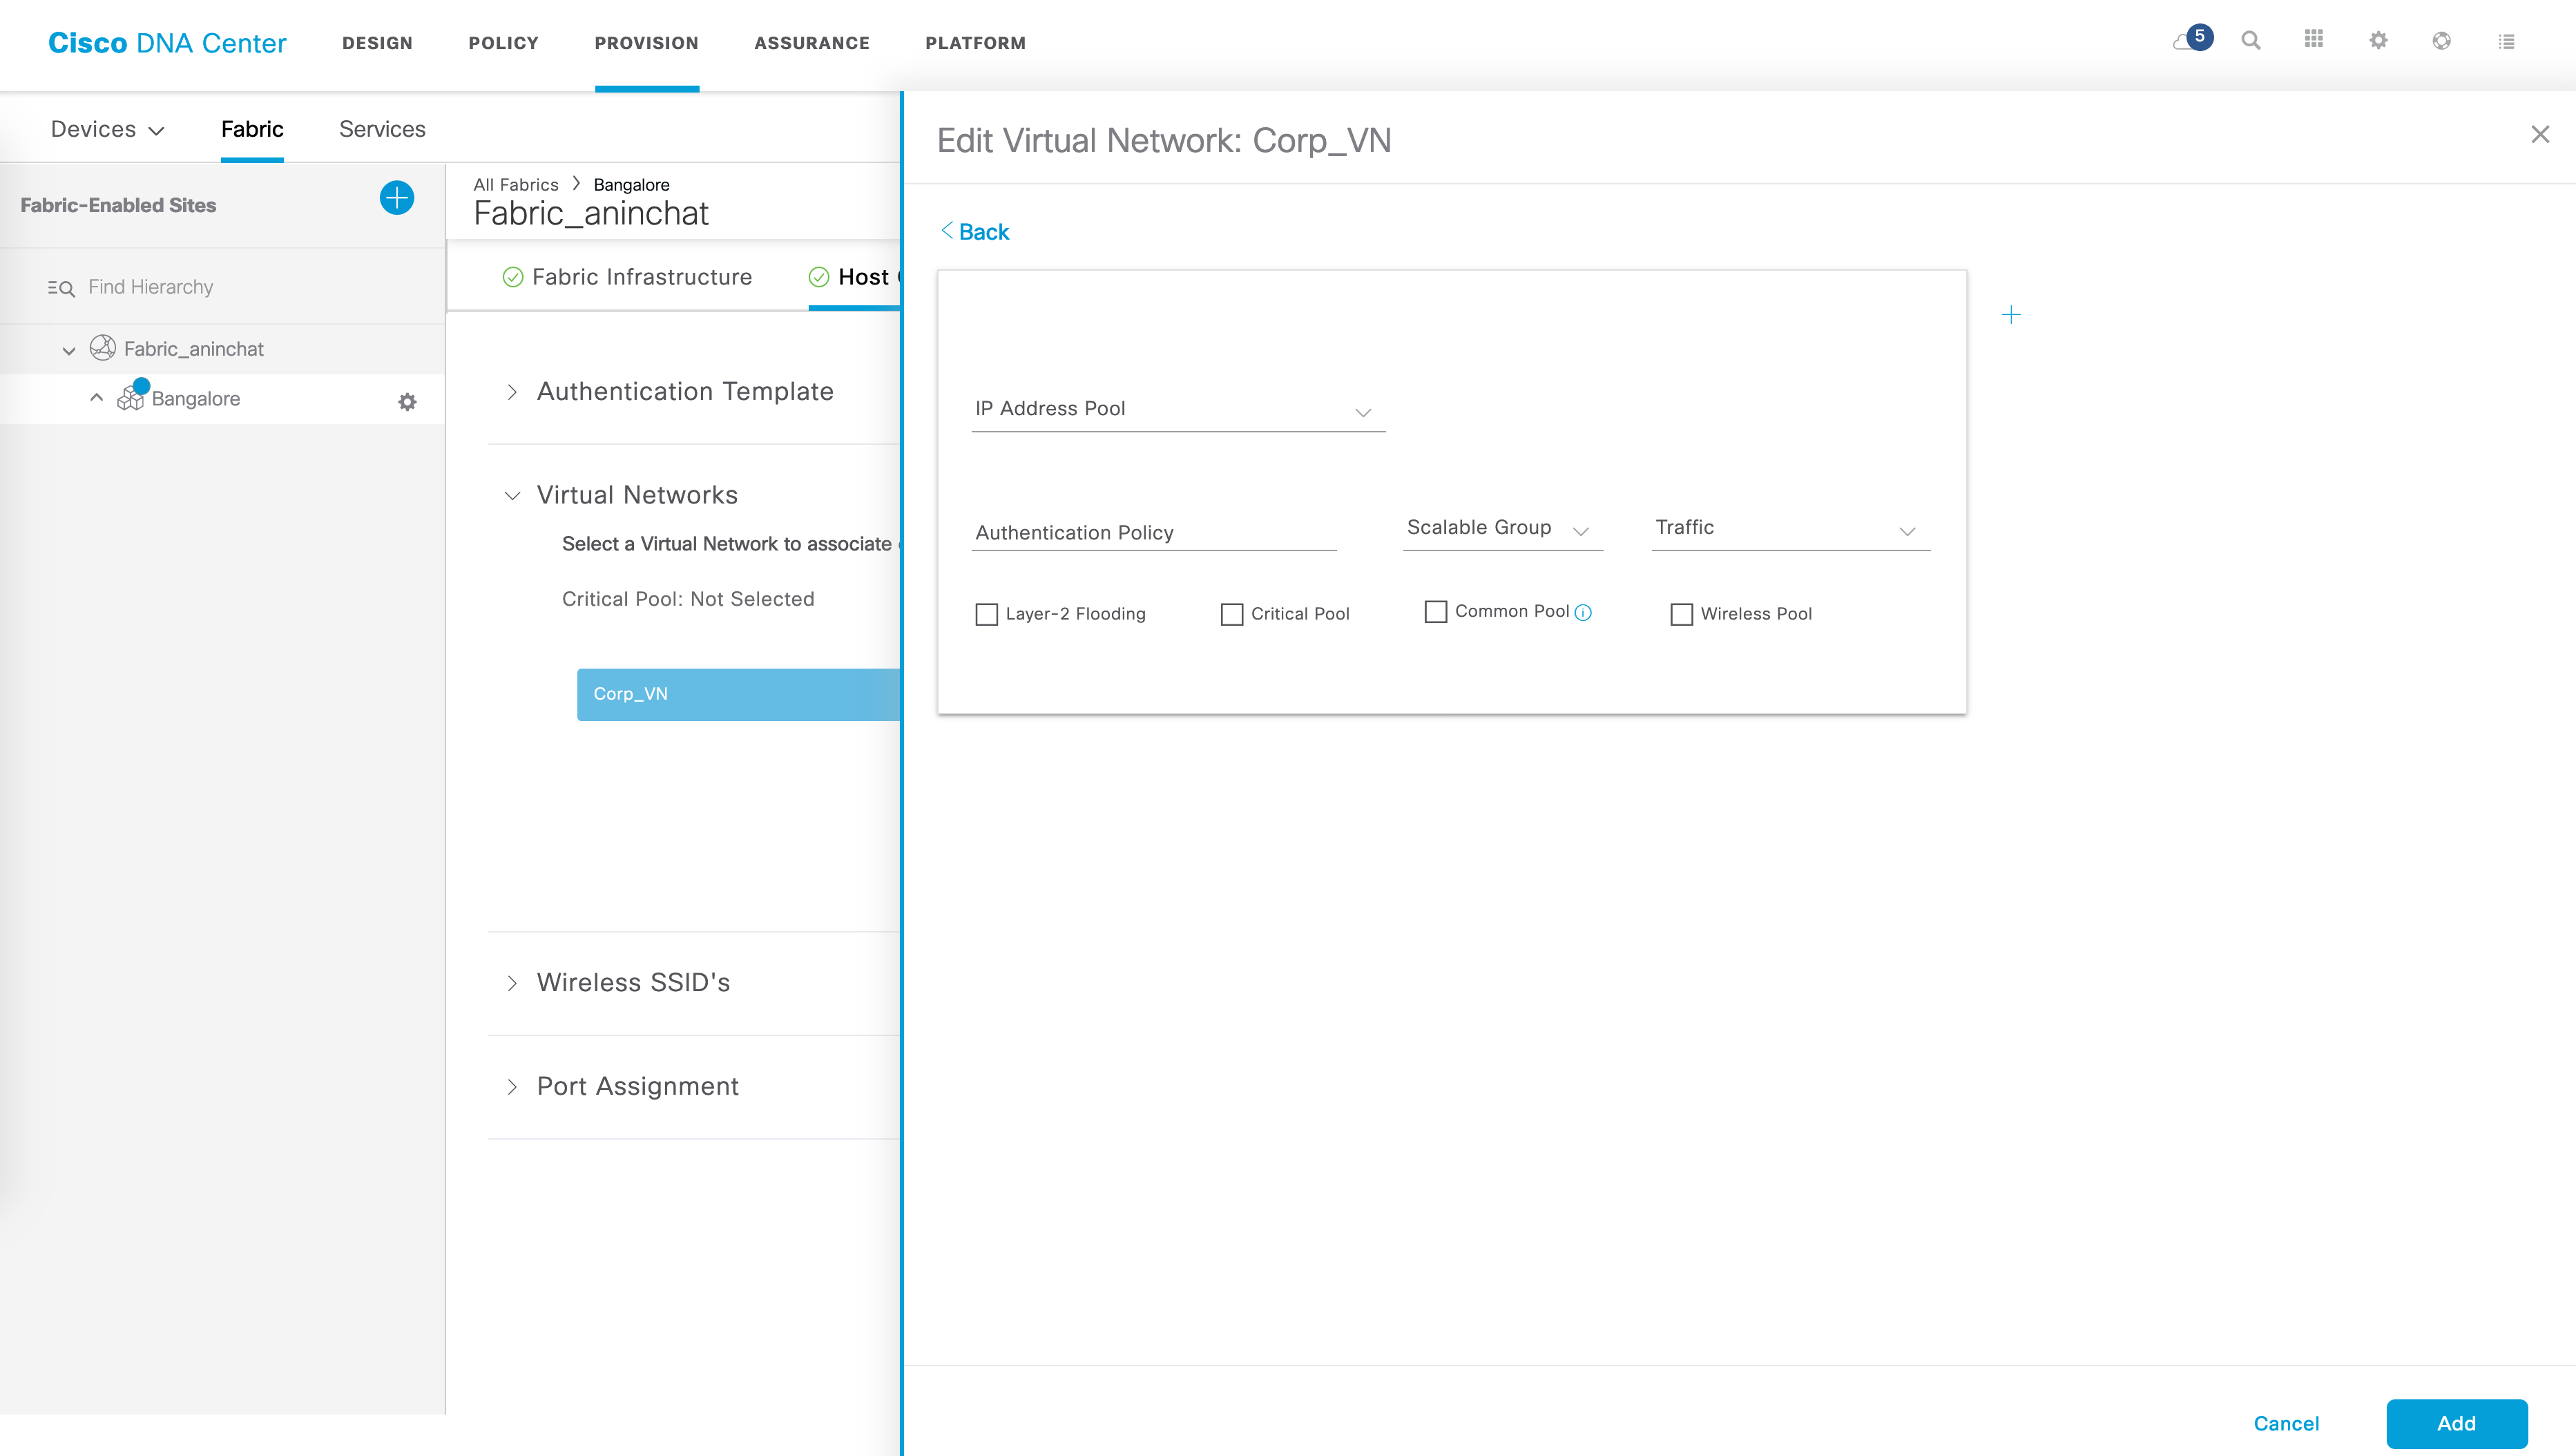 Cisco DNA Center DESIGN POLICY PROVISION ASSURANCE PLATFORM 5
Devices Fabric Services
Fabric-Enabled Sites
Find Hierarchy
Fabric_aninchat
Bangalore
All Fabrics > Bangalore
Fabric_aninchat
Fabric Infrastructure Host
Authentication Template
Virtual Networks
Select a Virtual Network to associate
Critical Pool: Not Selected
Corp_VN
Wireless SSID's
Port Assignment
Edit Virtual Network: Corp_VN
Back
IP Address Pool
Authentication Policy Scalable Group Traffic
Layer-2 Flooding Critical Pool Common Pool Wireless Pool
Cancel Add